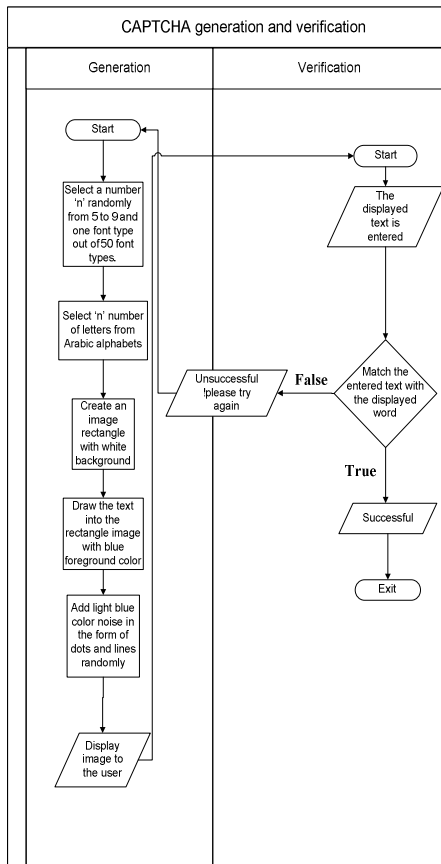 CAPTCHA generation and verification
Generation
Verification
Start
Select a number
'n' randomly
from 5 to 9 and
one font type
out of 50 font
types.
Select 'n' number
of letters from
Arabic alphabets
Create an
image
rectangle
with white
background
Draw the text
into the
rectangle image
with blue
foreground color
Add light blue
color noise in
the form of
dots and lines
randomly
Display
image to
the user
Start
The
displayed
text is
entered
Match the
entered text with
the displayed
word
False
Unsuccessful
!please try
again
True
Successful
Exit